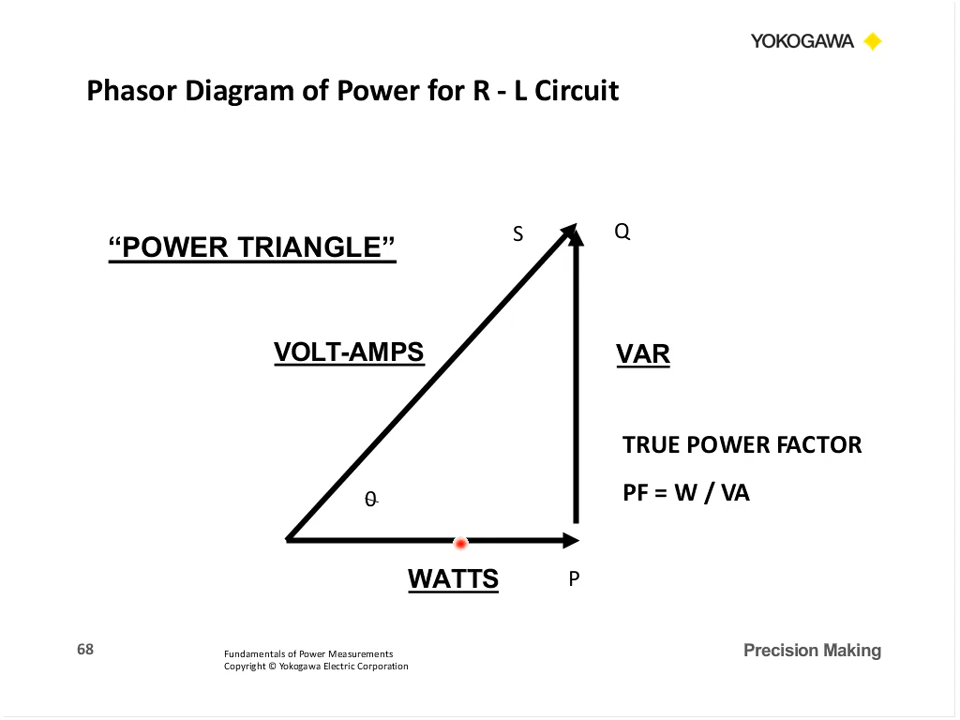 YOKOGAWA
Phasor Diagram of Power for R - L Circuit
S
Q
“POWER TRIANGLE”
VOLT-AMPS
VAR
TRUE POWER FACTOR
PF = W / VA
θ
WATTS
P
68
Fundamentals of Power Measurements
Copyright © Yokogawa Electric Corporation
Precision Making